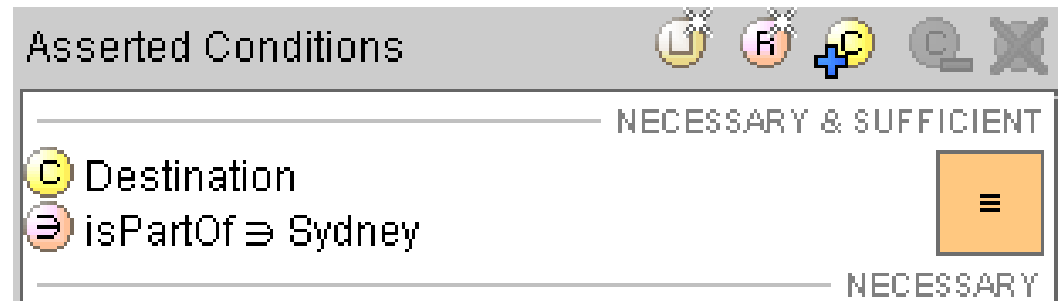 Asserted Conditions
NECESSARY & SUFFICIENT
C Destination
≡
∋ isPartOf ∋ Sydney
NECESSARY